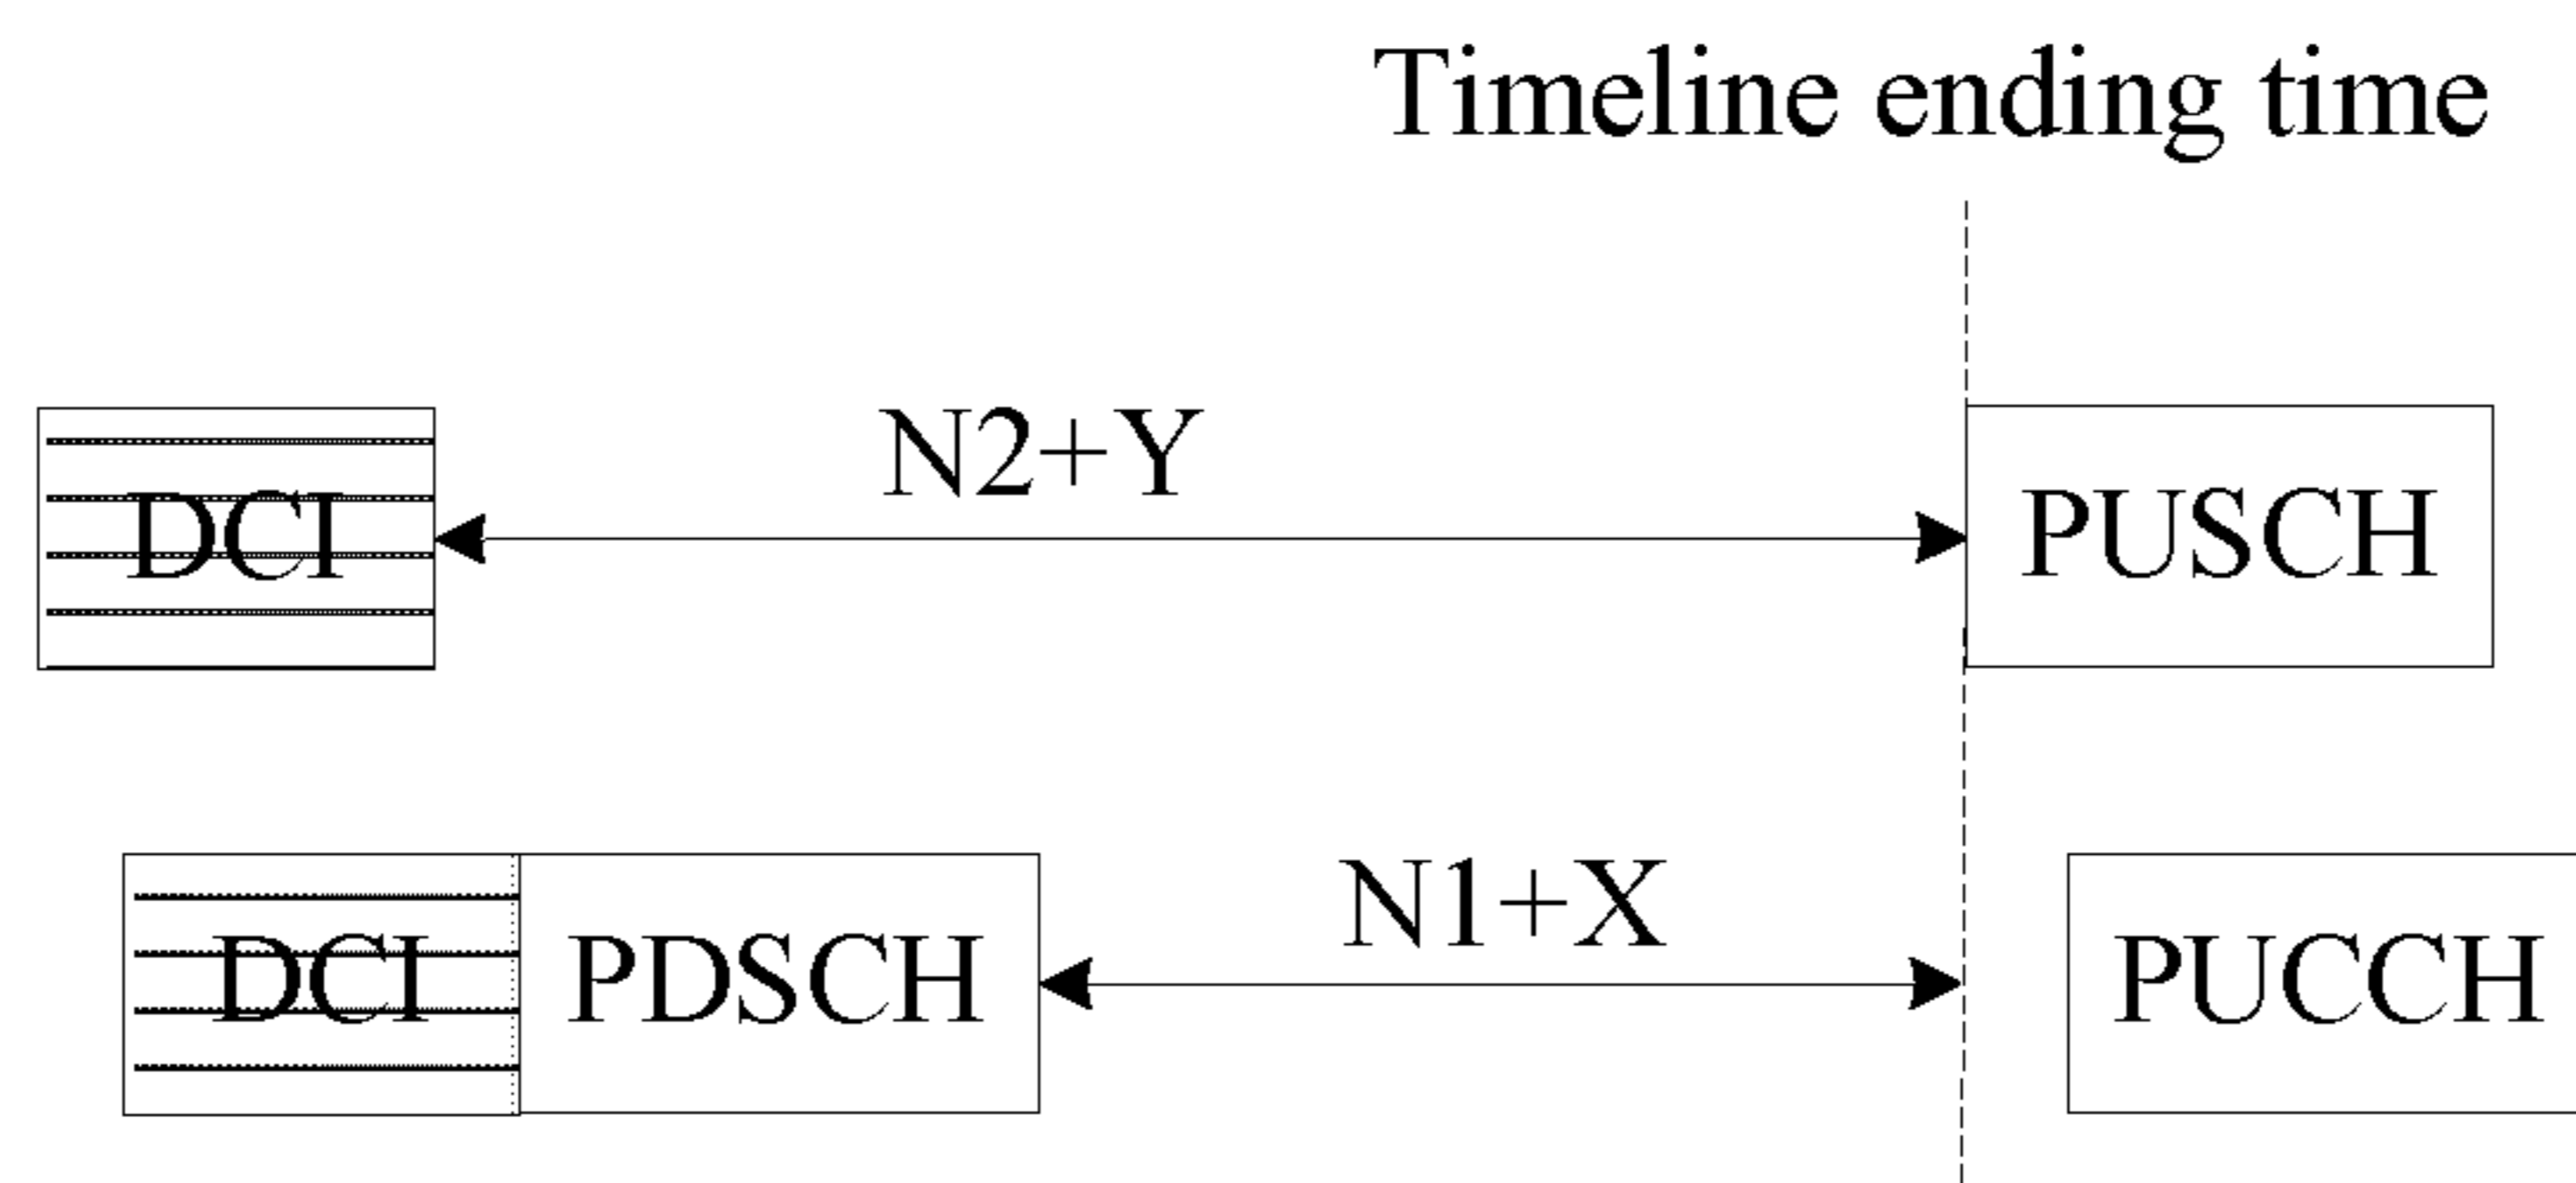 Timeline ending time
N2+Y
DCI
PUSCH
N1+X
DCI
PDSCH
PUCCH